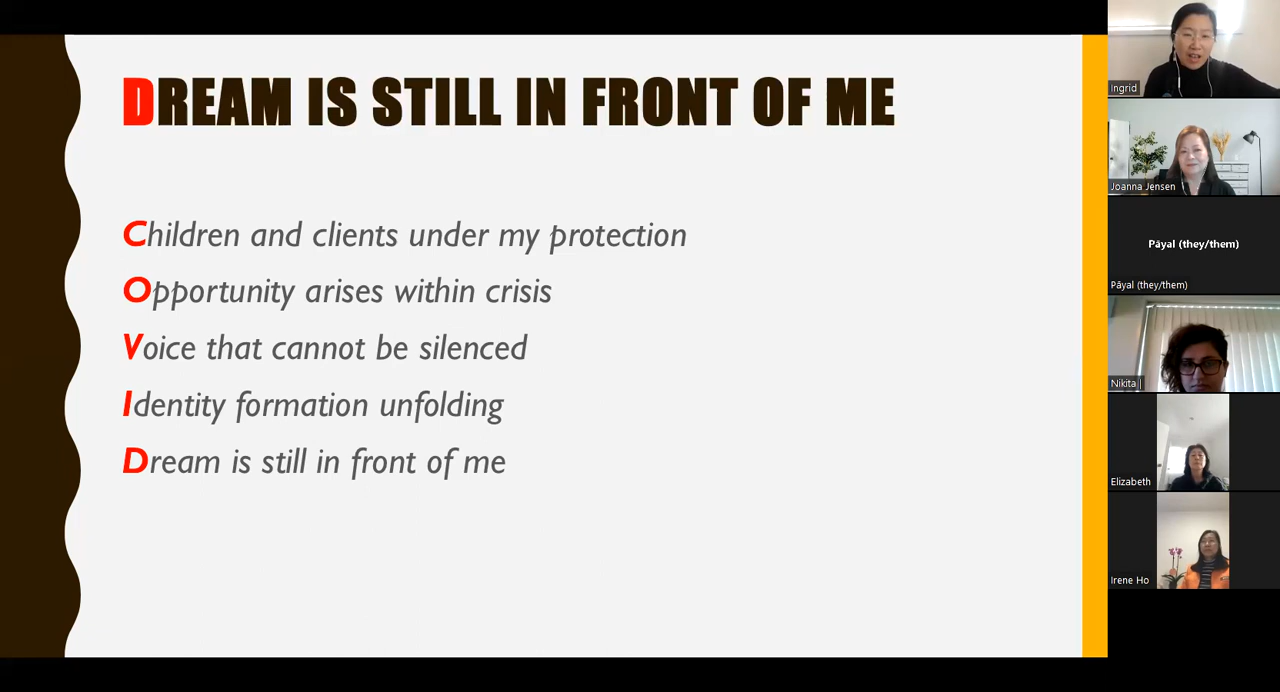 DREAM IS STILL IN FRONT OF ME
Children and clients under my protection
Opportunity arises within crisis
Voice that cannot be silenced
Identity formation unfolding
Dream is still in front of me
Ingrid
Joanna Jensen
Pāyal (they/them)
Pāyal (they/them)
Nikita |
Elizabeth
Irene Ho